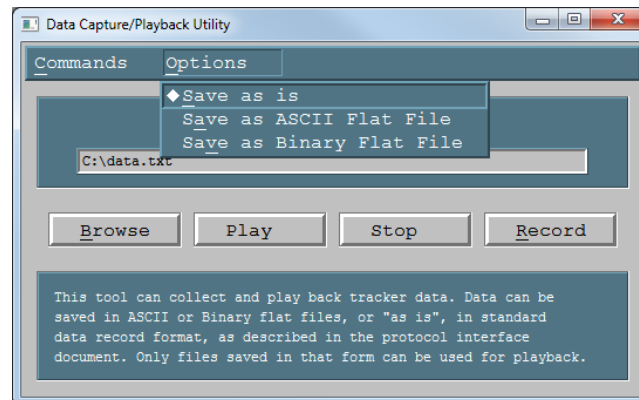 Data Capture/Playback Utility
Commands Options
Save as is
Save as ASCII Flat File
Save as Binary Flat File
C:\data.txt
Browse Play Stop Record
This tool can collect and play back tracker data. Data can be
saved in ASCII or Binary flat files, or "as is", in standard
data record format, as described in the protocol interface
document. Only files saved in that form can be used for playback.